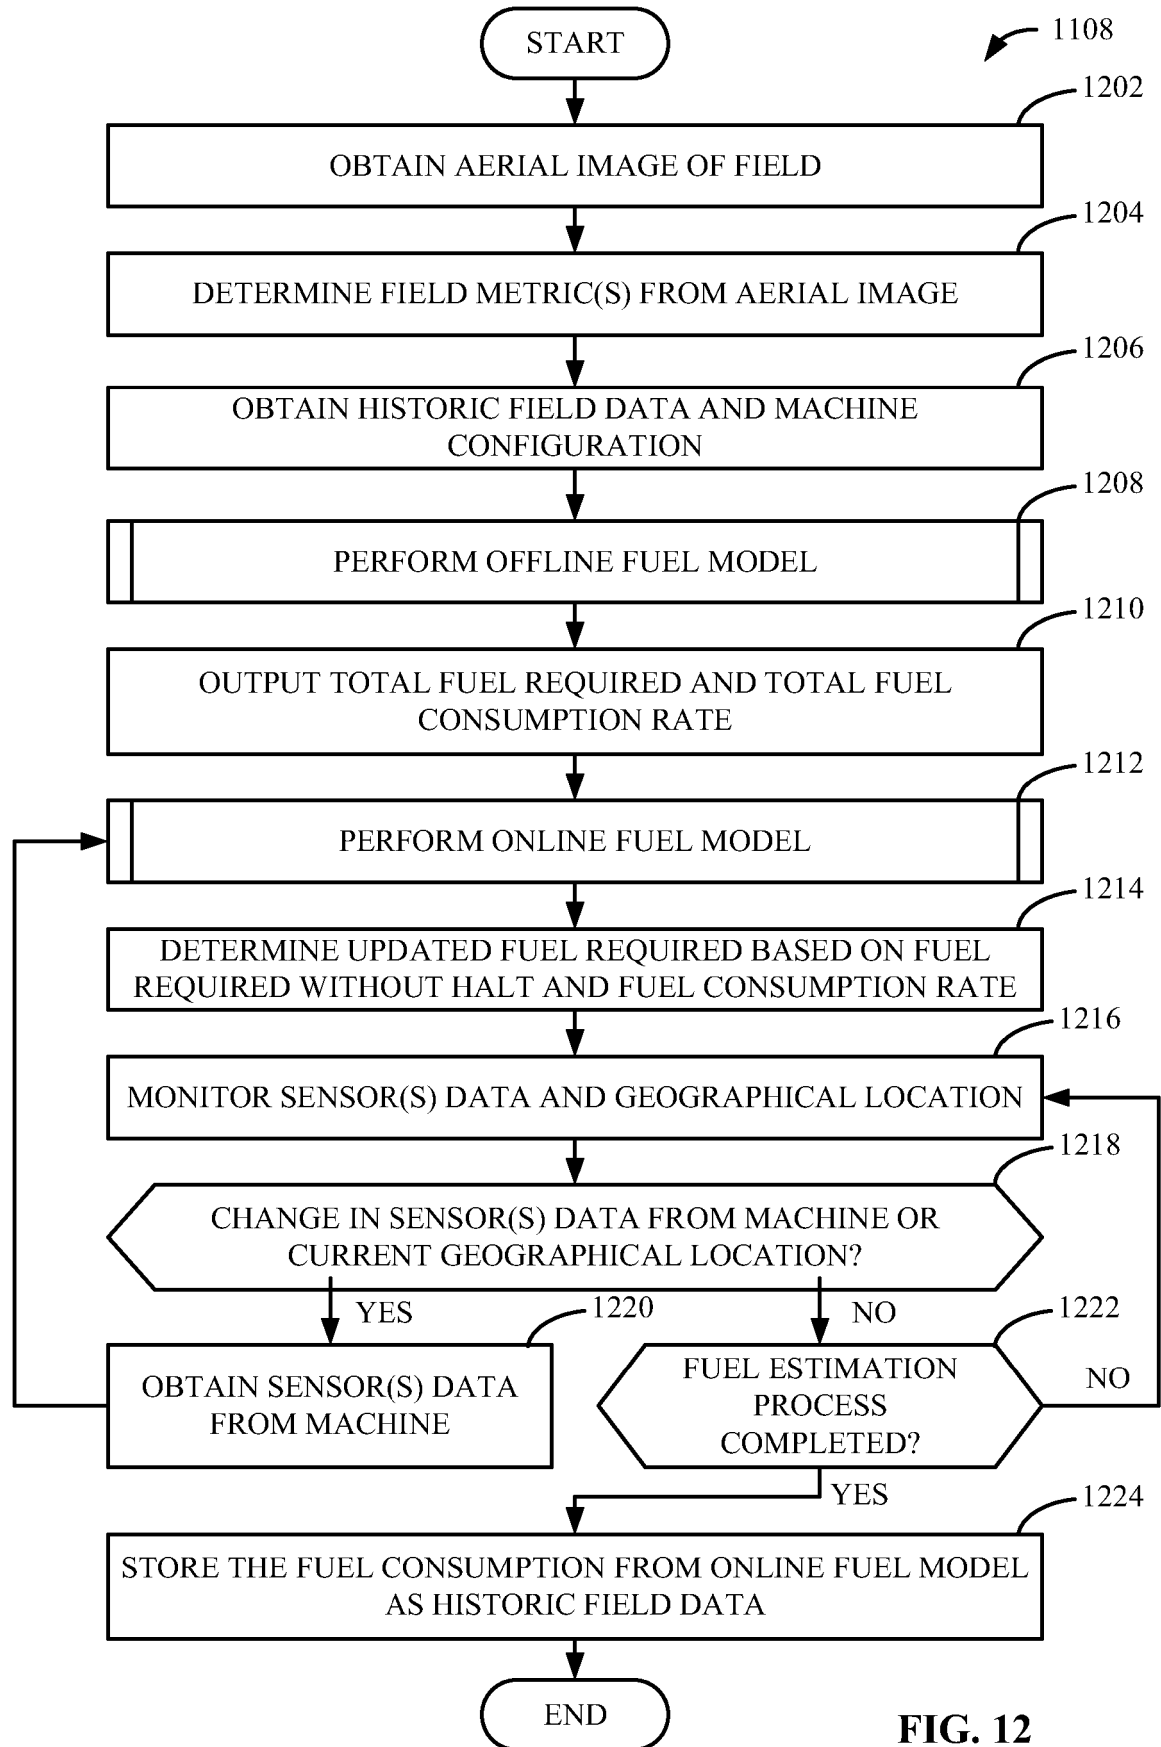 START
1108
1202
OBTAIN AERIAL IMAGE OF FIELD
1204
DETERMINE FIELD METRIC(S) FROM AERIAL IMAGE
1206
OBTAIN HISTORIC FIELD DATA AND MACHINE
CONFIGURATION
1208
PERFORM OFFLINE FUEL MODEL
1210
OUTPUT TOTAL FUEL REQUIRED AND TOTAL FUEL
CONSUMPTION RATE
1212
PERFORM ONLINE FUEL MODEL
1214
DETERMINE UPDATED FUEL REQUIRED BASED ON FUEL
REQUIRED WITHOUT HALT AND FUEL CONSUMPTION RATE
1216
MONITOR SENSOR(S) DATA AND GEOGRAPHICAL LOCATION
1218
CHANGE IN SENSOR(S) DATA FROM MACHINE OR
CURRENT GEOGRAPHICAL LOCATION?
YES
1220
NO
1222
OBTAIN SENSOR(S) DATA
FROM MACHINE
FUEL ESTIMATION
PROCESS
COMPLETED?
NO
YES
1224
STORE THE FUEL CONSUMPTION FROM ONLINE FUEL MODEL
AS HISTORIC FIELD DATA
END
FIG. 12